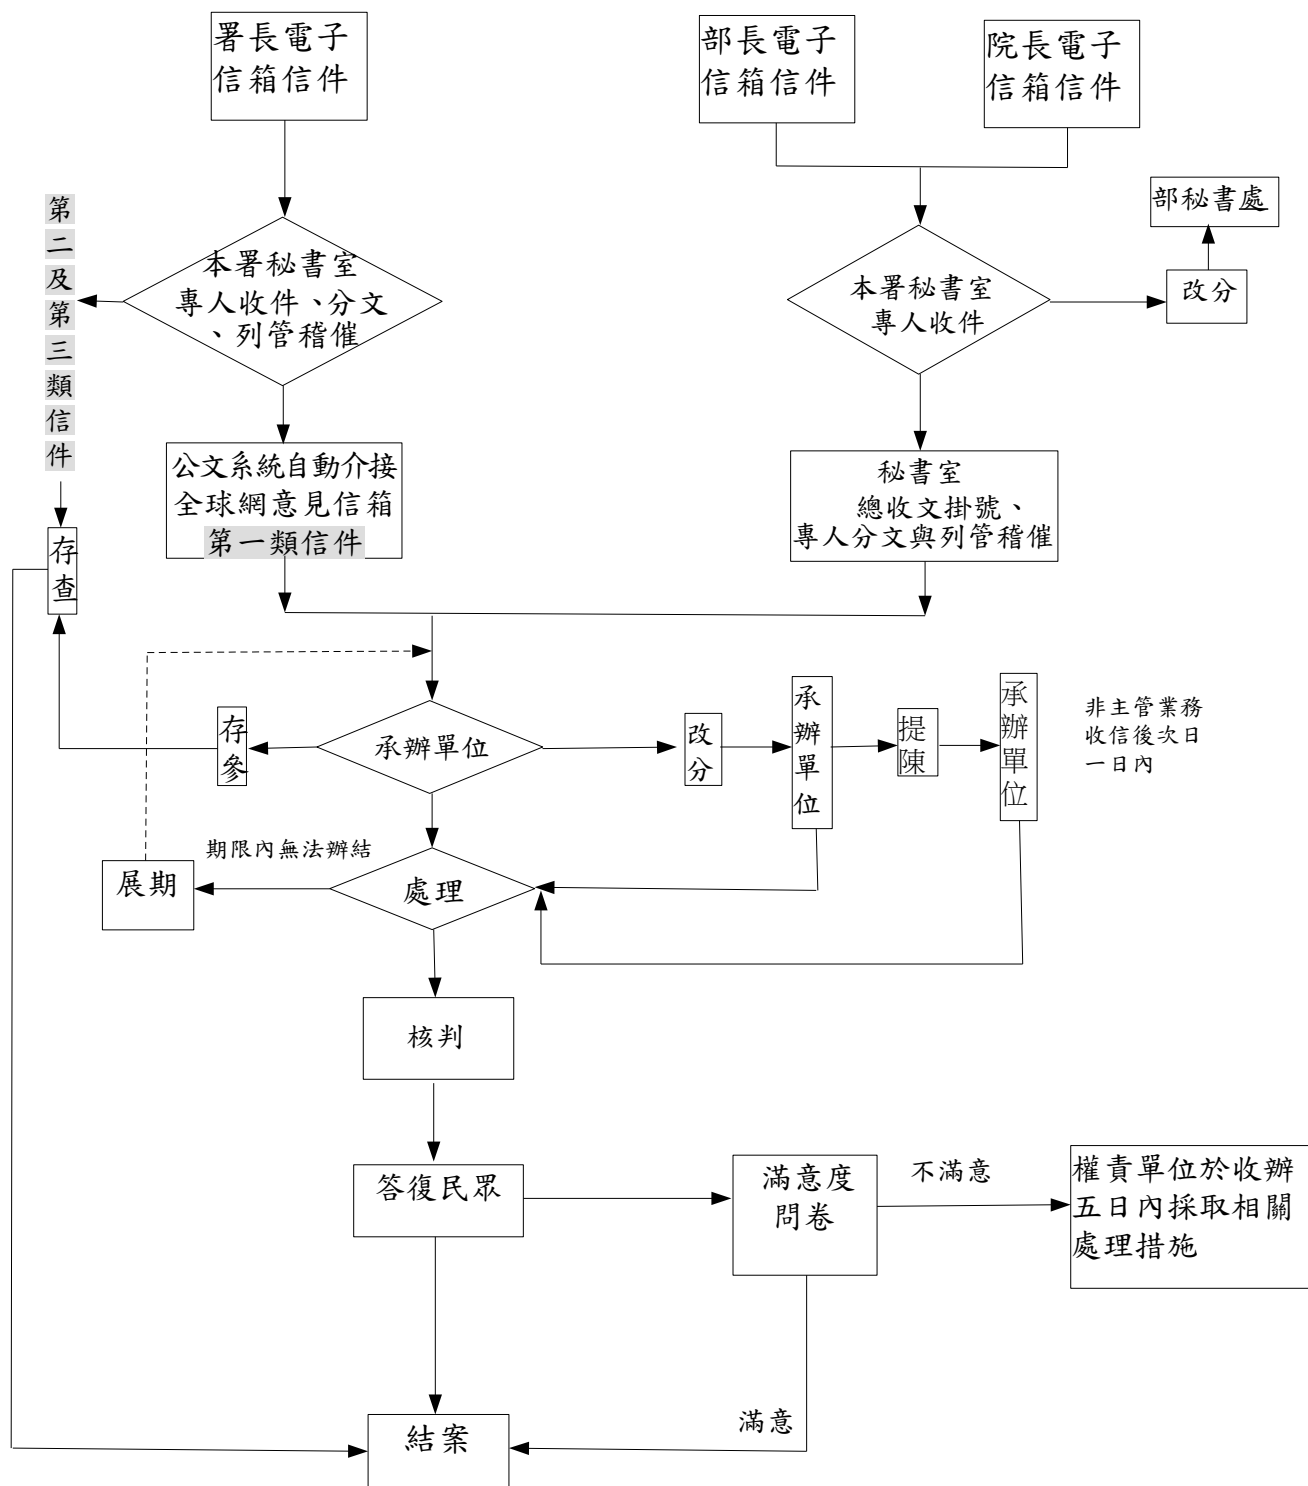 署長電子
信箱信件
部長電子
信箱信件
院長電子
信箱信件
部秘書處
改分
第二及第三類信件
本署秘書室
專人收件、分文
、列管稽催
本署秘書室
專人收件
公文系統自動介接
全球網意見信箱
第一類信件
秘書室
總收文掛號、
專人分文與列管稽催
存查
存參
承辦單位
改分
承辦單位
提陳
承辦單位
非主管業務
收信後次日
一日內
期限內無法辦結
展期
處理
核判
答復民眾
滿意度
問卷
不滿意
權責單位於收辦
五日內採取相關
處理措施
滿意
結案